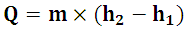 Q = m × (h₂ − h₁)